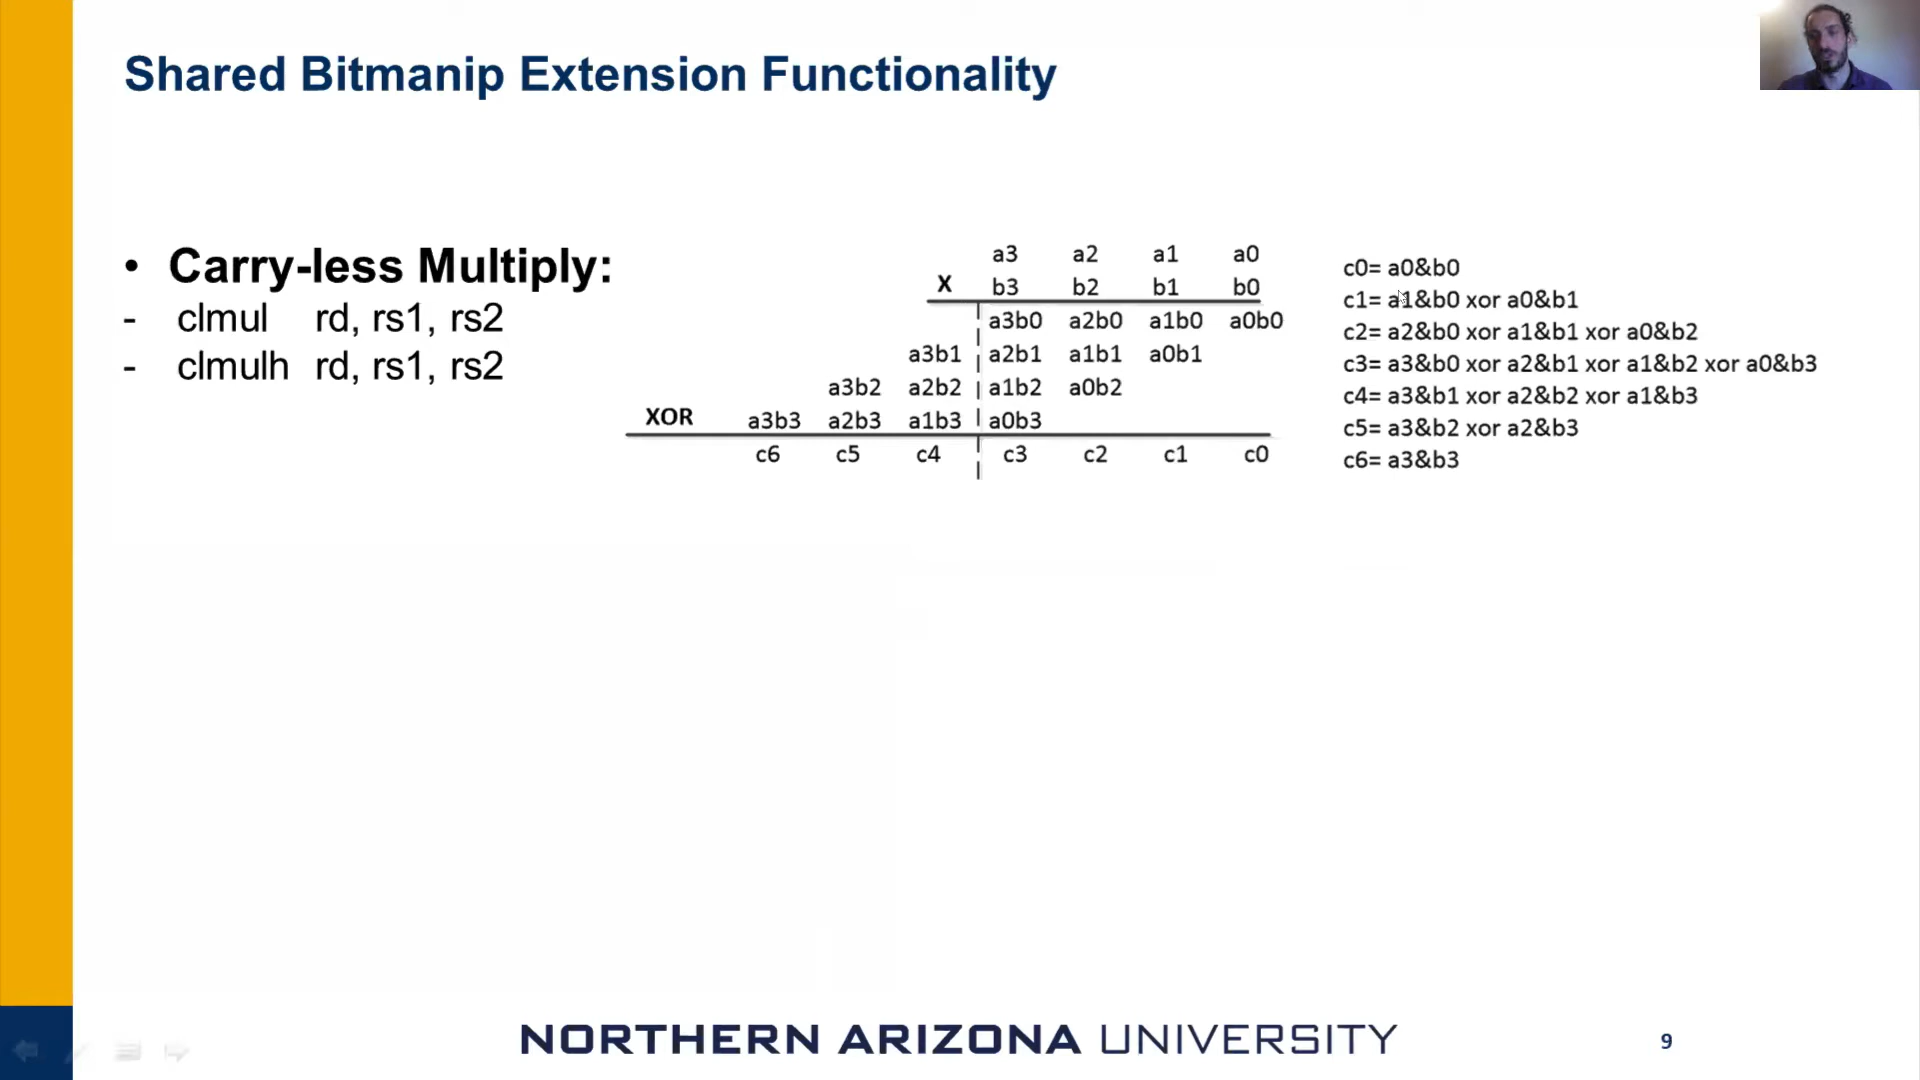 Shared Bitmanip Extension Functionality
• Carry-less Multiply:
- clmul rd, rs1, rs2
- clmulh rd, rs1, rs2
a3 a2 a1 a0
X b3 b2 b1 b0
a3b0 a2b0 a1b0 a0b0
a3b1 a2b1 a1b1 a0b1
a3b2 a2b2 a1b2 a0b2
XOR a3b3 a2b3 a1b3 a0b3
c6 c5 c4 c3 c2 c1 c0
c0= a0&b0
c1= a1&b0 xor a0&b1
c2= a2&b0 xor a1&b1 xor a0&b2
c3= a3&b0 xor a2&b1 xor a1&b2 xor a0&b3
c4= a3&b1 xor a2&b2 xor a1&b3
c5= a3&b2 xor a2&b3
c6= a3&b3
NORTHERN ARIZONA UNIVERSITY
9